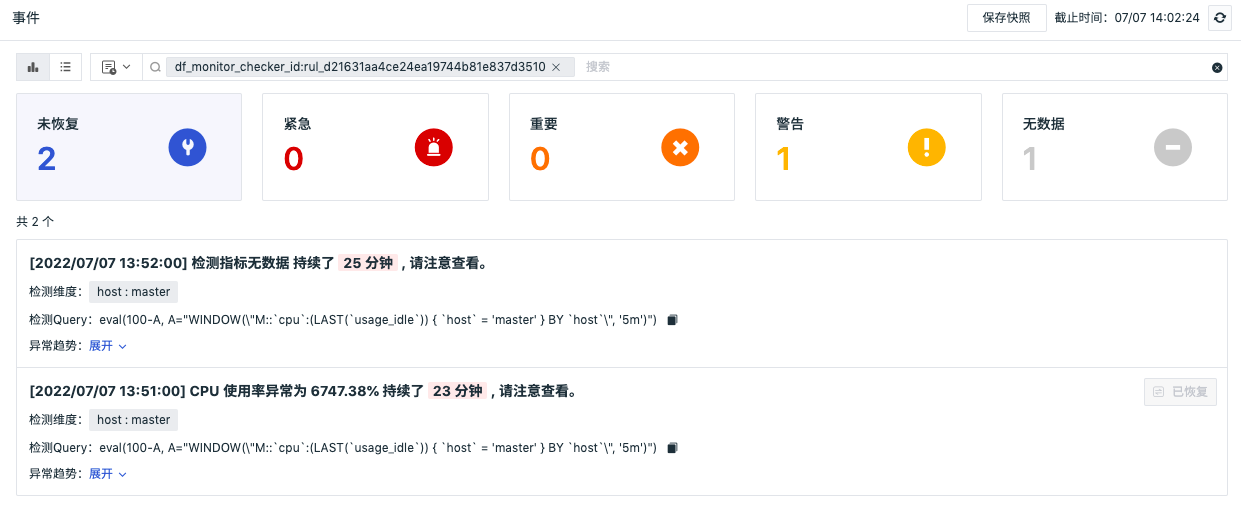 事件
保存快照
截止时间：07/07 14:02:24
df_monitor_checker_id:rul_d21631aa4ce24ea19744b81e837d3510
搜索
未恢复
2
紧急
0
重要
0
警告
1
无数据
1
共 2 个
[2022/07/07 13:52:00] 检测指标无数据 持续了 25 分钟 , 请注意查看。
检测维度： host : master
检测Query：eval(100-A, A="WINDOW(\"M::`cpu`:(LAST(`usage_idle`)) { `host` = 'master' } BY `host`\", '5m')")
异常趋势：展开
[2022/07/07 13:51:00] CPU 使用率异常为 6747.38% 持续了 23 分钟 , 请注意查看。
已恢复
检测维度： host : master
检测Query：eval(100-A, A="WINDOW(\"M::`cpu`:(LAST(`usage_idle`)) { `host` = 'master' } BY `host`\", '5m')")
异常趋势：展开